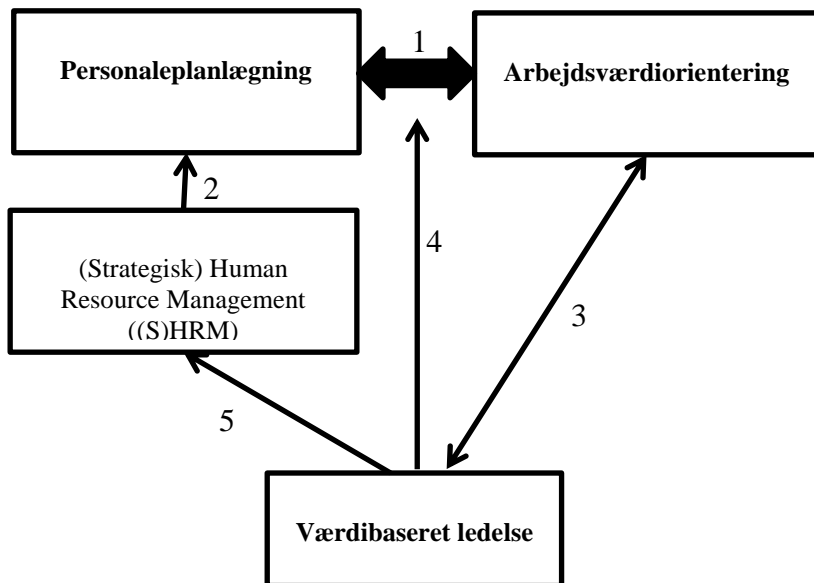 1
Personaleplanlægning
Arbejdsværdiorientering
2
(Strategisk) Human
Resource Management
((S)HRM)
4
3
5
Værdibaseret ledelse